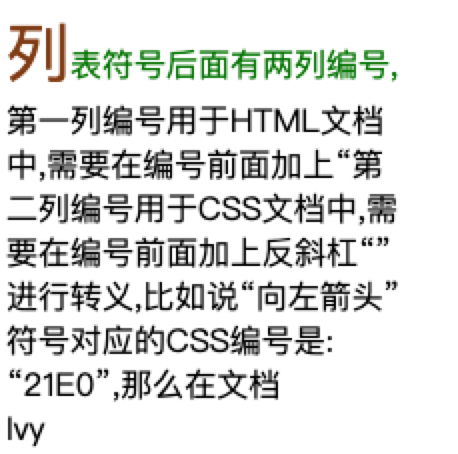 列表符号后面有两列编号,
第一列编号用于HTML文档
中,需要在编号前面加上“第
二列编号用于CSS文档中,需
要在编号前面加上反斜杠“”
进行转义,比如说“向左箭头”
符号对应的CSS编号是:
“21E0”,那么在文档
lvy